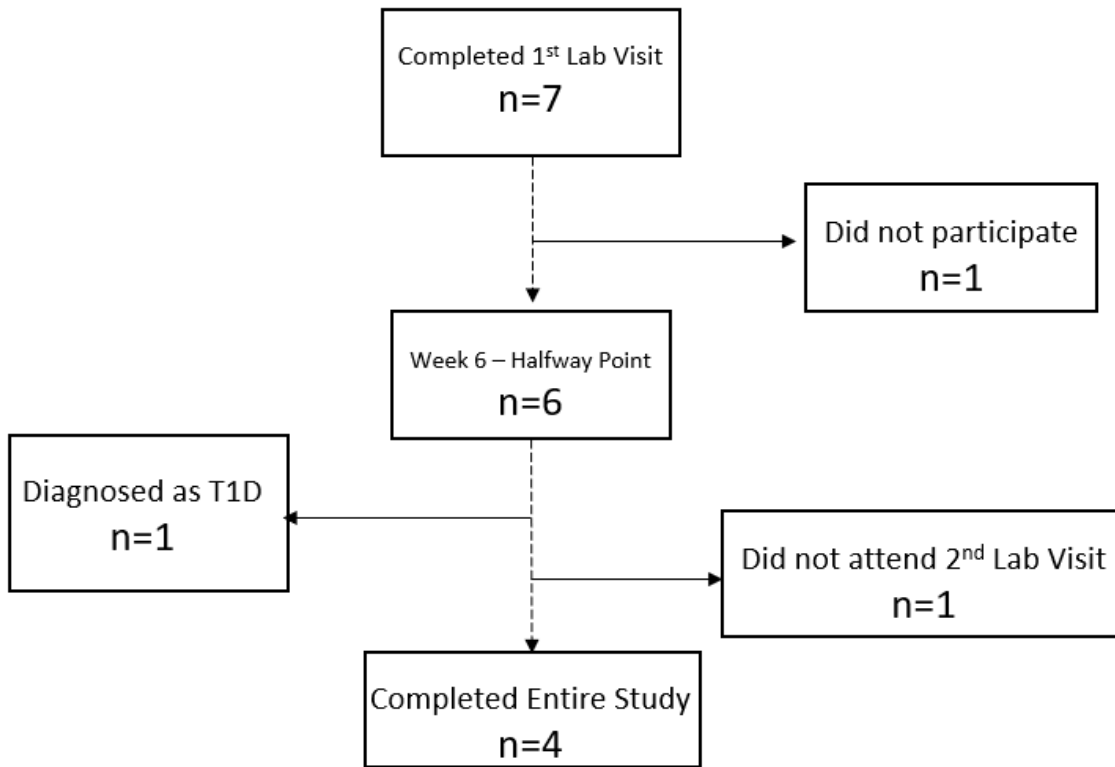 Completed 1st Lab Visit
n=7
Did not participate
n=1
Week 6 – Halfway Point
n=6
Diagnosed as T1D
n=1
Did not attend 2nd Lab Visit
n=1
Completed Entire Study
n=4